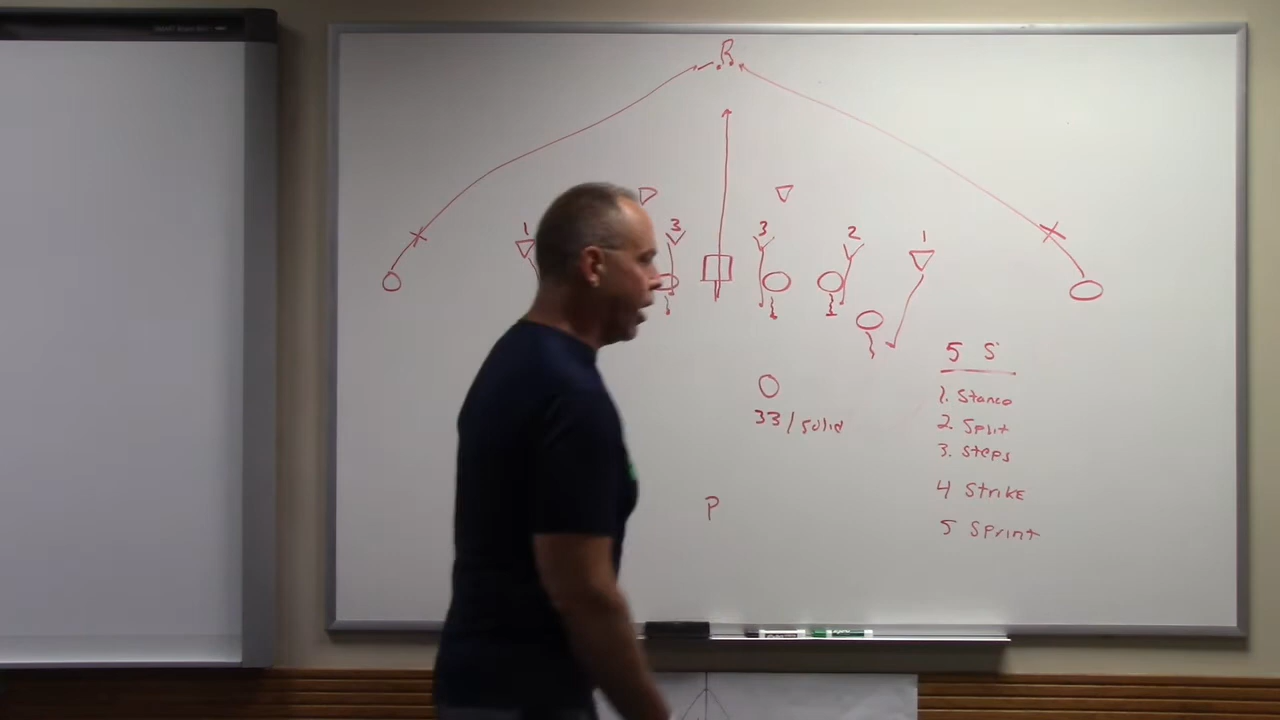 R
3 3 2
1 1
5 S
1. Stance
2. Split
33/solid
3. Steps
4 Strike
P
5 Sprint